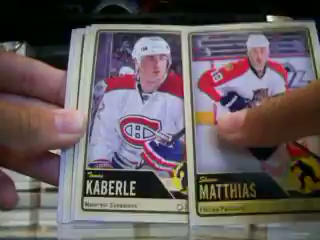 Tomas
KABERLE
Montreal Canadiens
Shawn
MATTHIAS
Florida Panthers